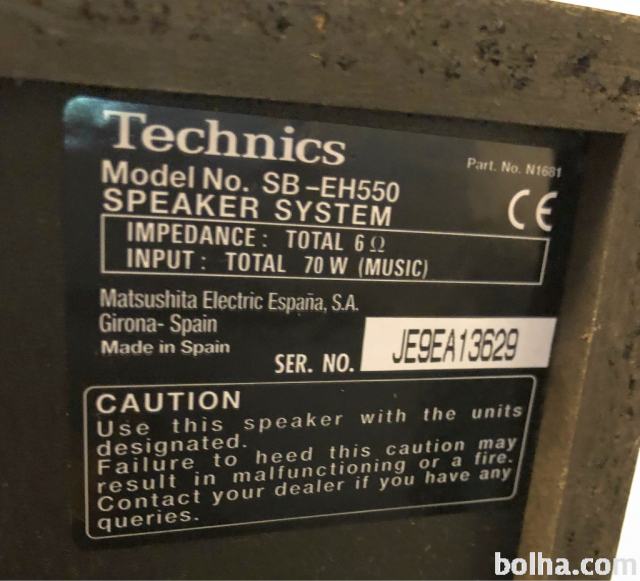 Technics
Part. No. N1681
Model No. SB-EH550
SPEAKER SYSTEM
CE
IMPEDANCE: TOTAL 6 Ω
INPUT: TOTAL 70 W (MUSIC)
Matsushita Electric España, S.A.
Girona- Spain
Made in Spain
SER. NO. JE9EA13629
CAUTION
Use this speaker with the units
designated.
Failure to heed this caution may
result in malfunctioning or a fire.
Contact your dealer if you have any
queries.
bolha.com